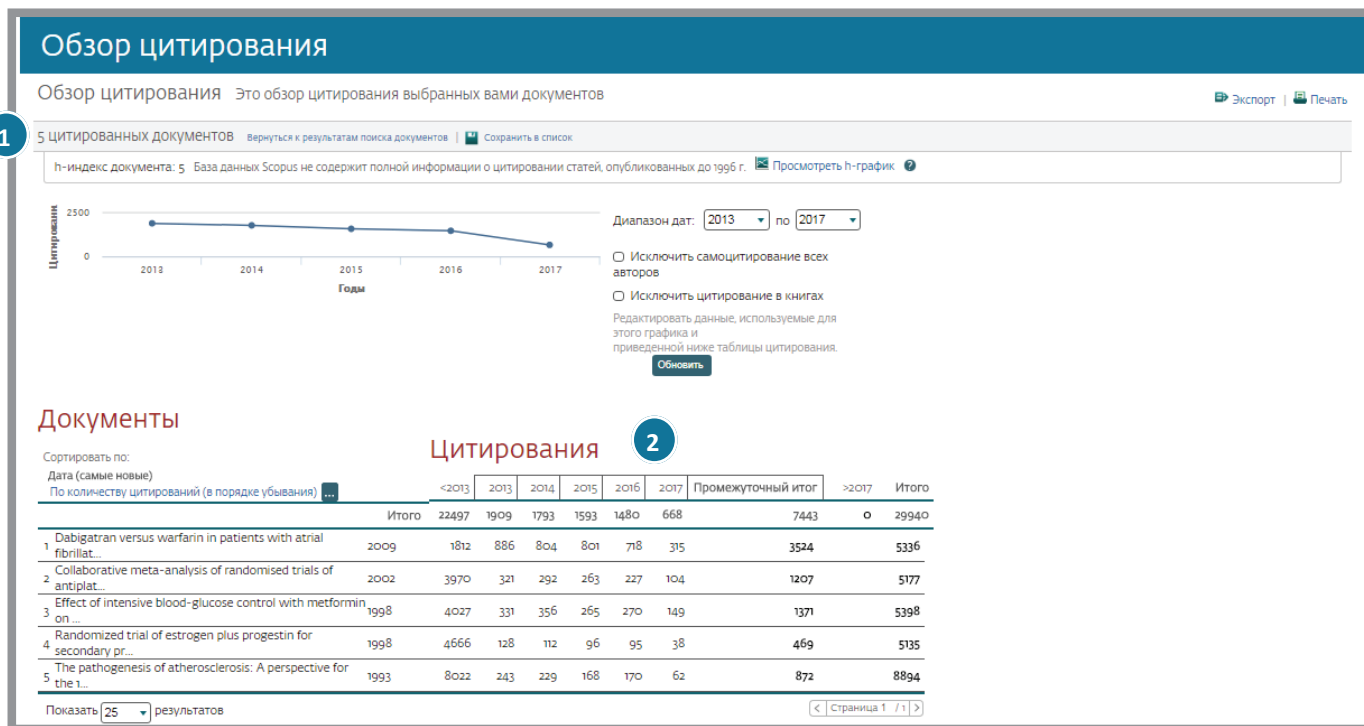 Обзор цитирования
Обзор цитирования Это обзор цитирования выбранных вами документов
Экспорт | Печать
1
5 цитированных документов Вернуться к результатам поиска документов | Сохранить в список
h-индекс документа: 5 База данных Scopus не содержит полной информации о цитировании статей, опубликованных до 1996 г. Просмотреть h-график ?
Цитировани
2500
0
2013 2014 2015 2016 2017
Годы
Диапазон дат: 2013 по 2017
Исключить самоцитирование всех
авторов
Исключить цитирование в книгах
Редактировать данные, используемые для
этого графика и
приведенной ниже таблицы цитирования.
Обновить
Документы
Цитирования 2
Сортировать по:
Дата (самые новые)
По количеству цитирований (в порядке убывания) ...
<2013 2013 2014 2015 2016 2017 Промежуточный итог >2017 Итого
Итого 22497 1909 1793 1593 1480 668 7443 0 29940
1 Dabigatran versus warfarin in patients with atrial
fibrillat... 2009 1812 886 804 801 718 315 3524 5336
2 Collaborative meta-analysis of randomised trials of
antiplat... 2002 3970 321 292 263 227 104 1207 5177
3 Effect of intensive blood-glucose control with metformin
on ... 1998 4027 331 356 265 270 149 1371 5398
4 Randomized trial of estrogen plus progestin for
secondary pr... 1998 4666 128 112 96 95 38 469 5135
5 The pathogenesis of atherosclerosis: A perspective for
the 1... 1993 8022 243 229 168 170 62 872 8894
Показать 25 результатов
< Страница 1 / 1 >